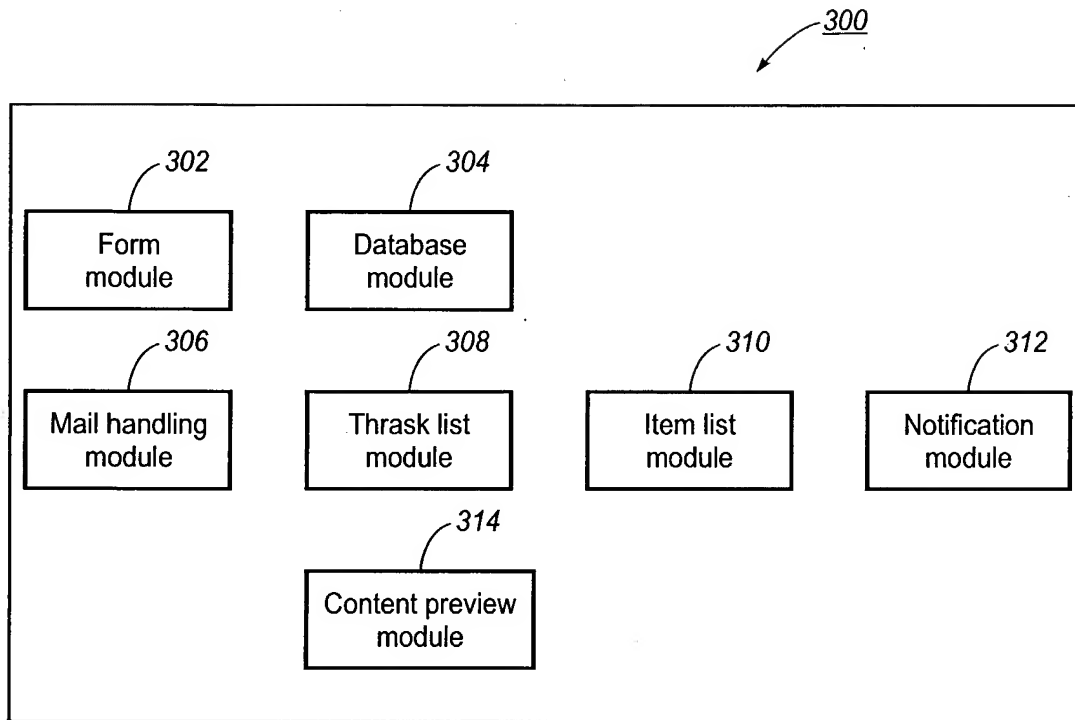 300
302
304
Form
module
Database
module
306
308
310
312
Mail handling
module
Thrask list
module
Item list
module
Notification
module
314
Content preview
module